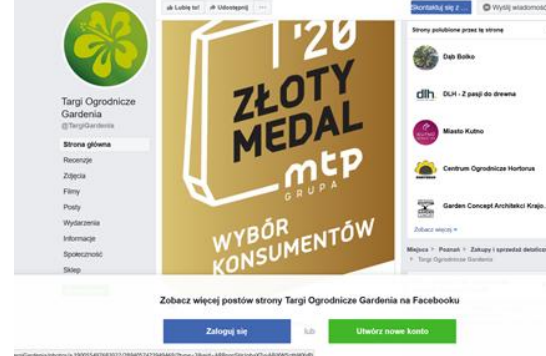 Lubię to!
Udostępnij
Skontaktuj się z ...
Wyślij wiadomość
'20
ZŁOTY
MEDAL
mtp
GRUPA
WYBÓR
KONSUMENTÓW
Targi Ogrodnicze
Gardenia
@TargiGardenia
Strona główna
Recenzje
Zdjęcia
Filmy
Posty
Wydarzenia
Informacje
Społeczność
Sklep
Strony polubione przez tę stronę
Dąb Bolko
dlh
DLH - Z pasji do drewna
Miasto Kutno
Centrum Ogrodnicze Hortorus
Garden Concept Architekci Krajo.
Zobacz więcej
Miejsca > Poznań > Zakupy i sprzedaż detaliczn
> Targi Ogrodnicze Gardenia
Zobacz więcej postów strony Targi Ogrodnicze Gardenia na Facebooku
Zaloguj się
lub
Utwórz nowe konto